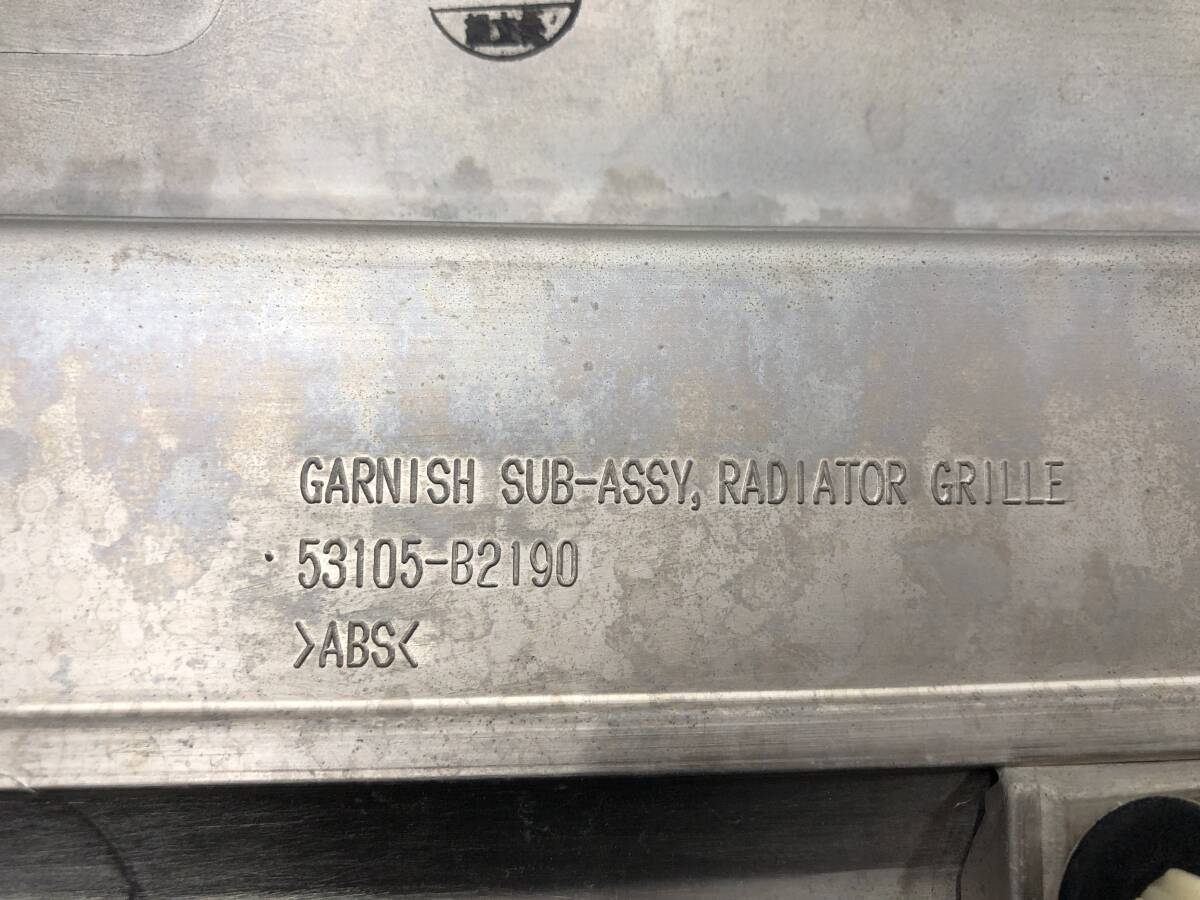 GARNISH SUB-ASSY, RADIATOR GRILLE
53105-B2190
>ABS<